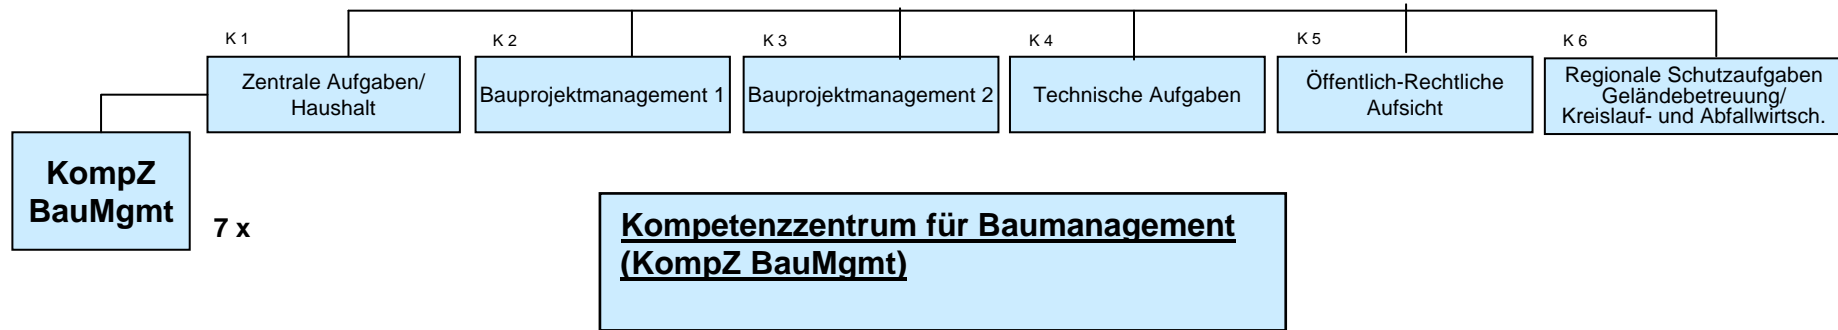 K 1
K 2
K 3
K 4
K 5
K 6
Zentrale Aufgaben/
Haushalt
Bauprojektmanagement 1
Bauprojektmanagement 2
Technische Aufgaben
Öffentlich-Rechtliche
Aufsicht
Regionale Schutzaufgaben
Geländebetreuung/
Kreislauf- und Abfallwirtsch.
KompZ
BauMgmt
7 x
Kompetenzzentrum für Baumanagement
(KompZ BauMgmt)